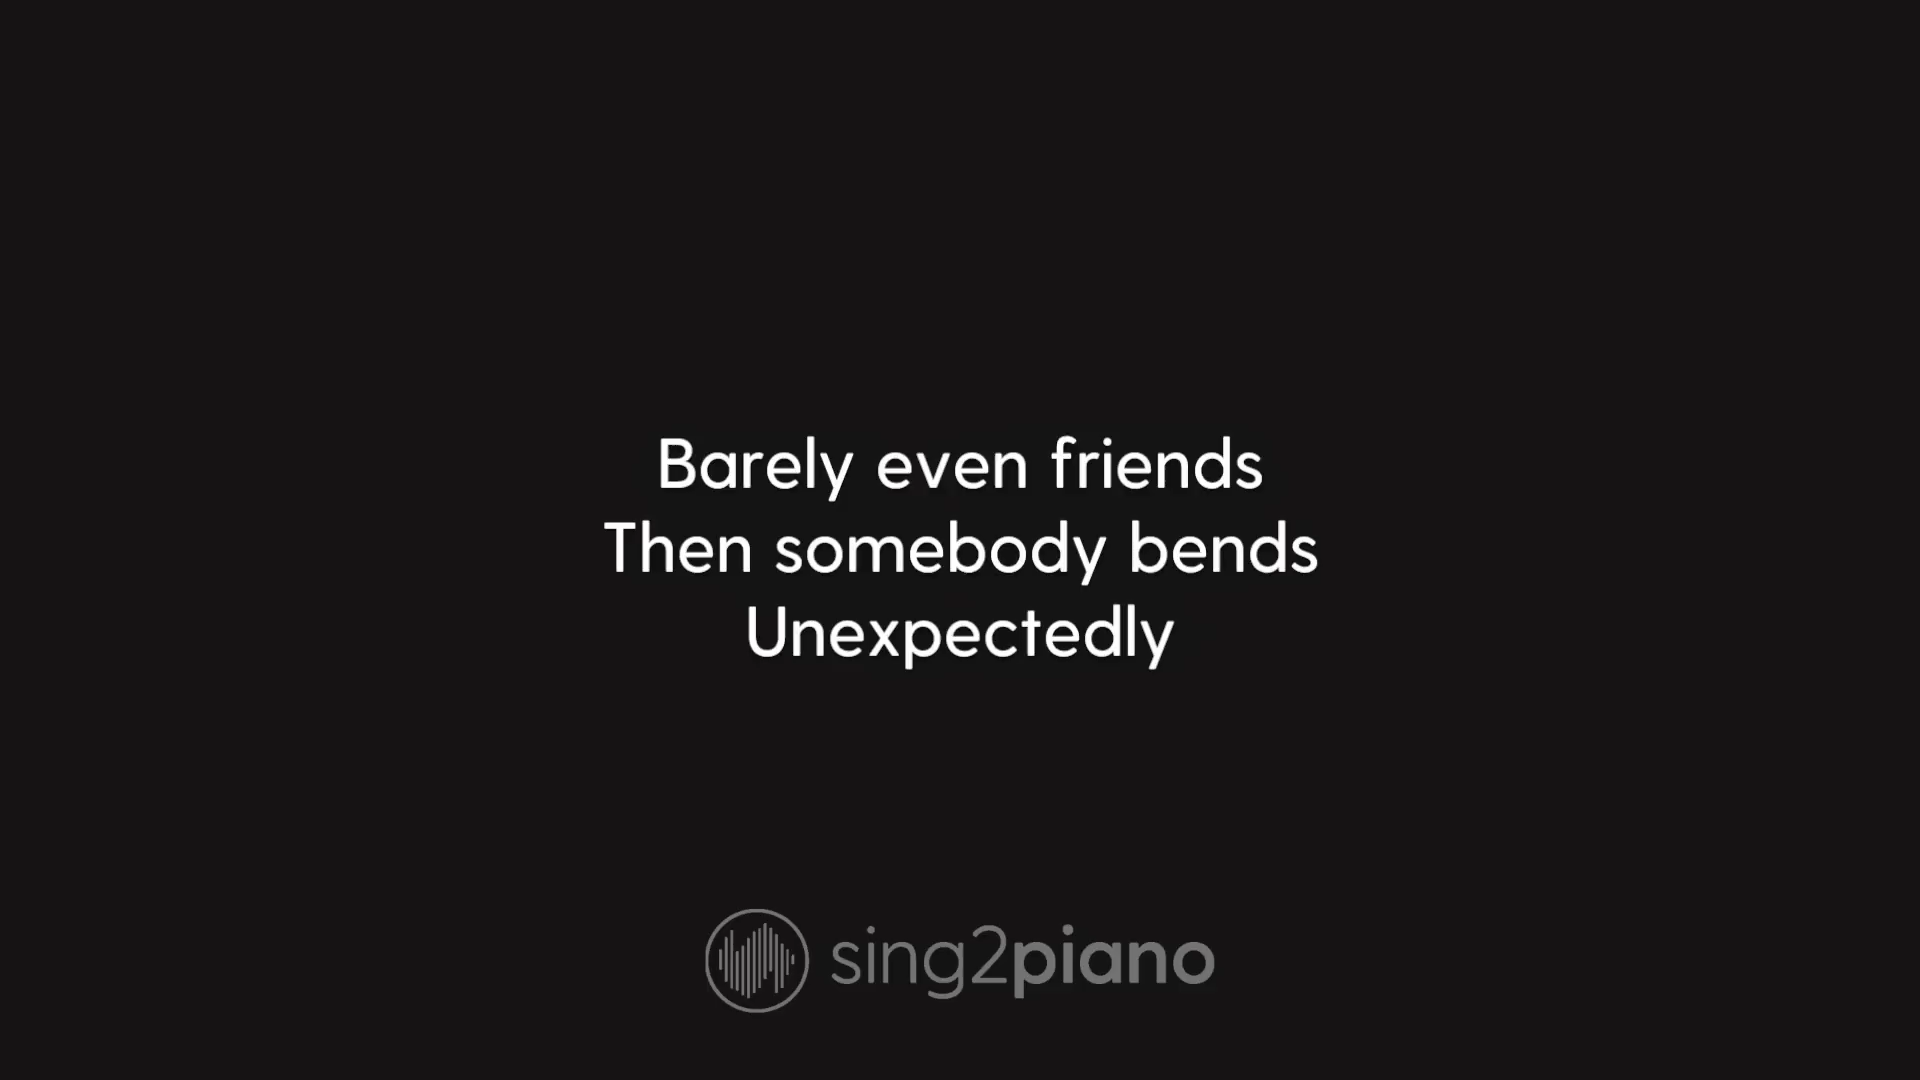 Barely even friends
Then somebody bends
Unexpectedly
sing2piano